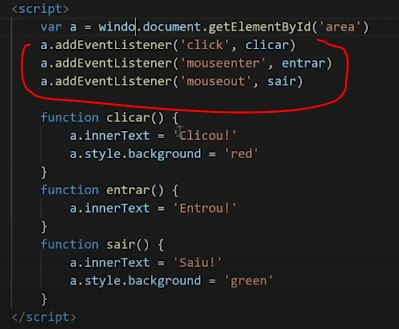 <script>
var a = windo.document.getElementById('area')
a.addEventListener('click', clicar)
a.addEventListener('mouseenter', entrar)
a.addEventListener('mouseout', sair)
function clicar() {
a.innerText = 'Clicou!'
a.style.background = 'red'
}
function entrar() {
a.innerText = 'Entrou!'
}
function sair() {
a.innerText = 'Saiu!'
a.style.background = 'green'
}
</script>